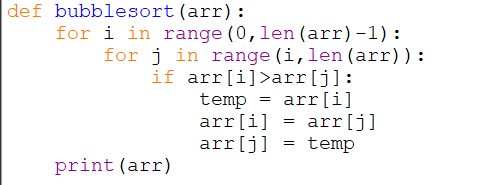 def bubblesort(arr):
    for i in range(0,len(arr)-1):
        for j in range(i,len(arr)):
            if arr[i]>arr[j]:
                temp = arr[i]
                arr[i] = arr[j]
                arr[j] = temp
    print(arr)